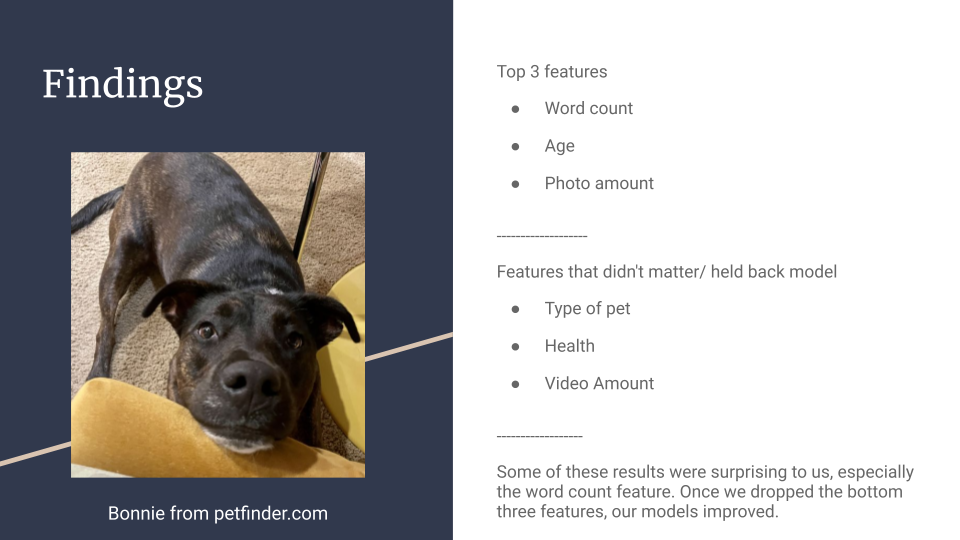 Findings
Bonnie from petfinder.com
Top 3 features
● Word count
● Age
● Photo amount
-------------------
Features that didn't matter/ held back model
● Type of pet
● Health
● Video Amount
------------------
Some of these results were surprising to us, especially
the word count feature. Once we dropped the bottom
three features, our models improved.